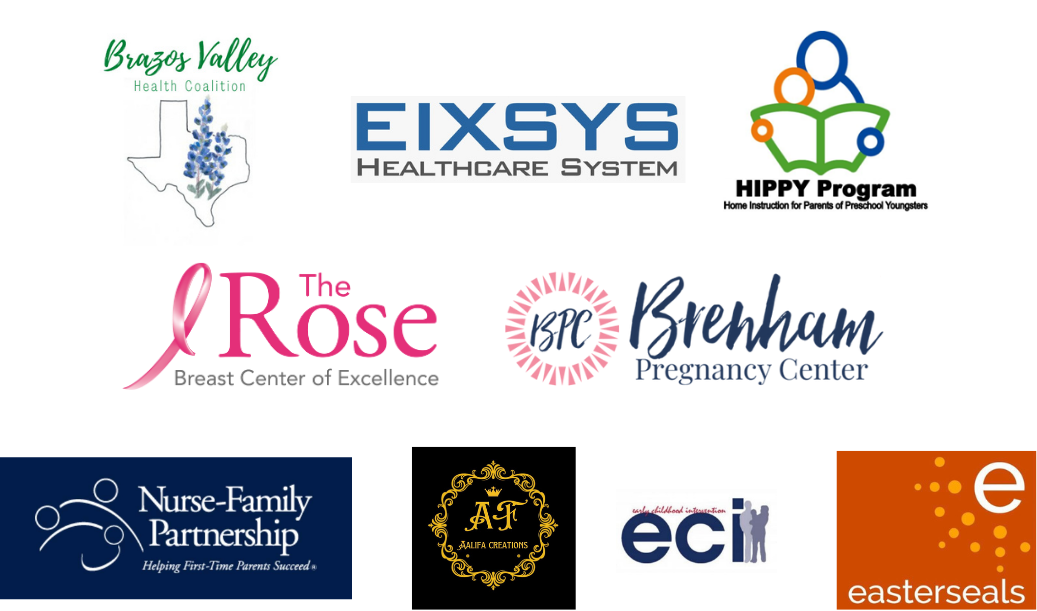 Brazos Valley
Health Coalition
EIXSYS
HEALTHCARE SYSTEM
HIPPY Program
Home Instruction for Parents of Preschool Youngsters
The
Rose
Breast Center of Excellence
BPC
Brenham
Pregnancy Center
Nurse-Family
Partnership
Helping First-Time Parents Succeed®
AF
AALIFA CREATIONS
early childhood intervention
eci
e
easterseals